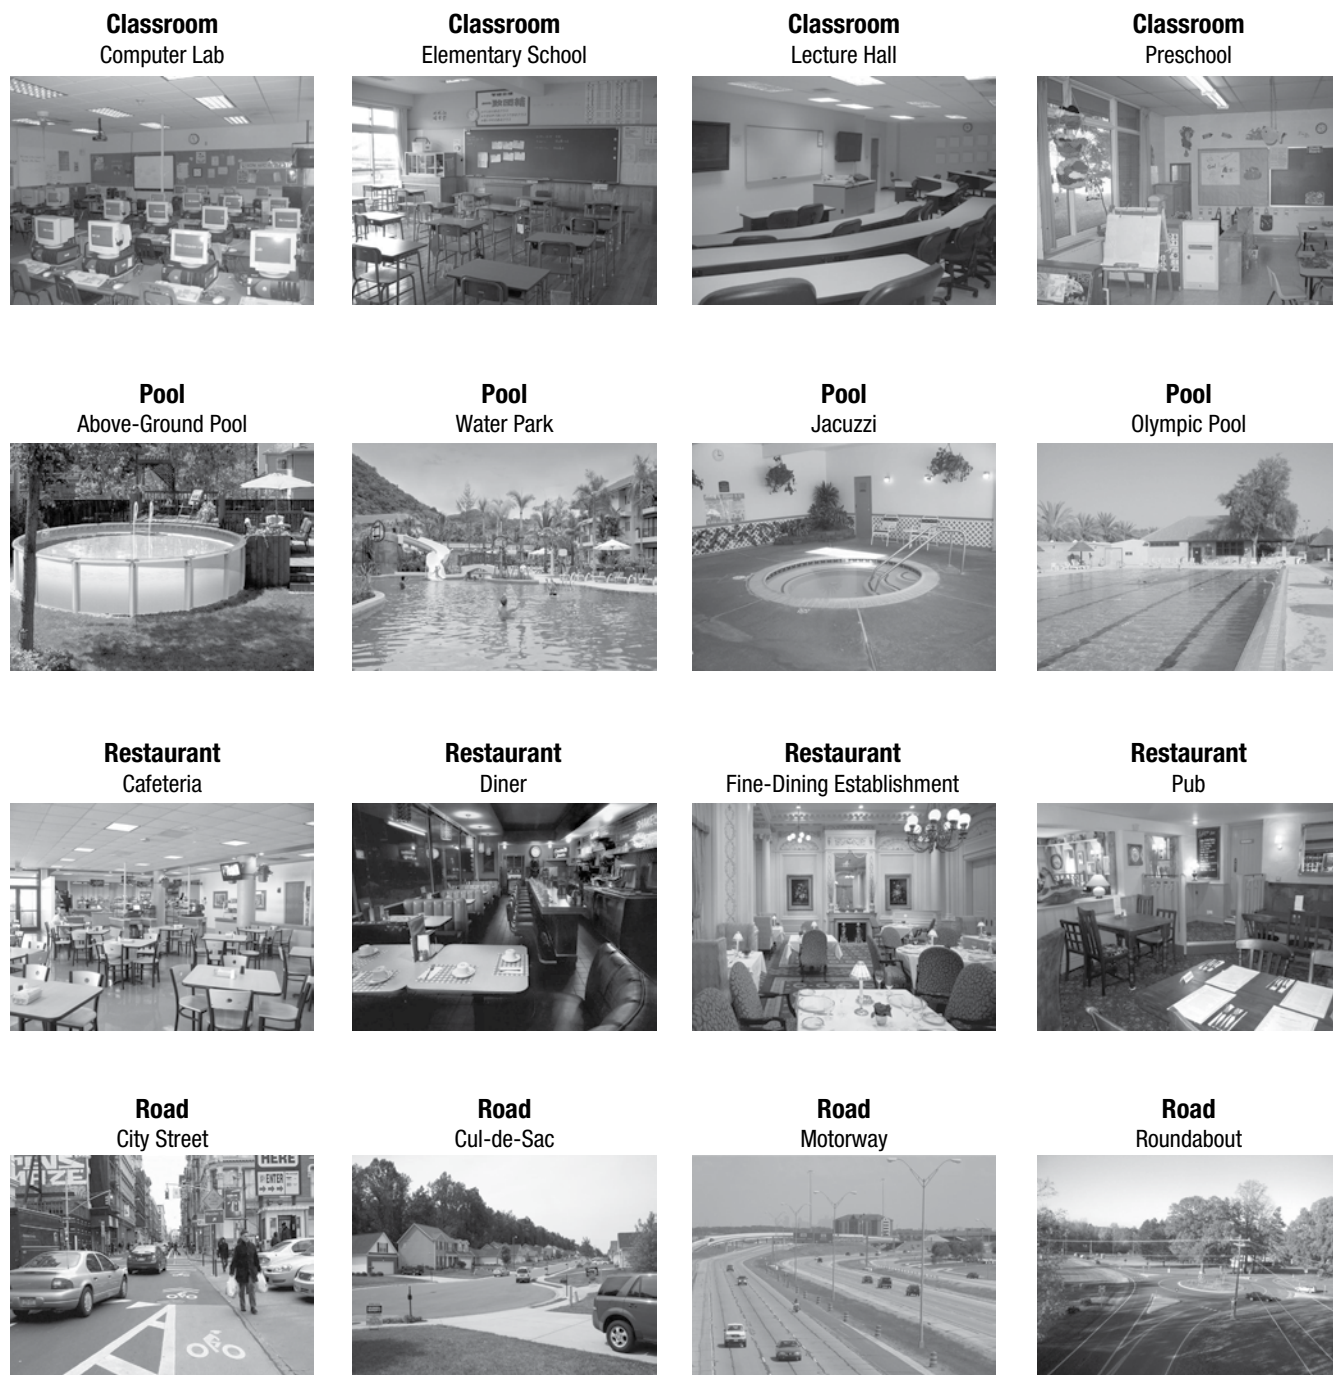 Classroom
Computer Lab
Classroom
Elementary School
Classroom
Lecture Hall
Classroom
Preschool
Pool
Above-Ground Pool
Pool
Water Park
Pool
Jacuzzi
Pool
Olympic Pool
Restaurant
Cafeteria
Restaurant
Diner
Restaurant
Fine-Dining Establishment
Restaurant
Pub
Road
City Street
Road
Cul-de-Sac
Road
Motorway
Road
Roundabout
HERE
ENTER